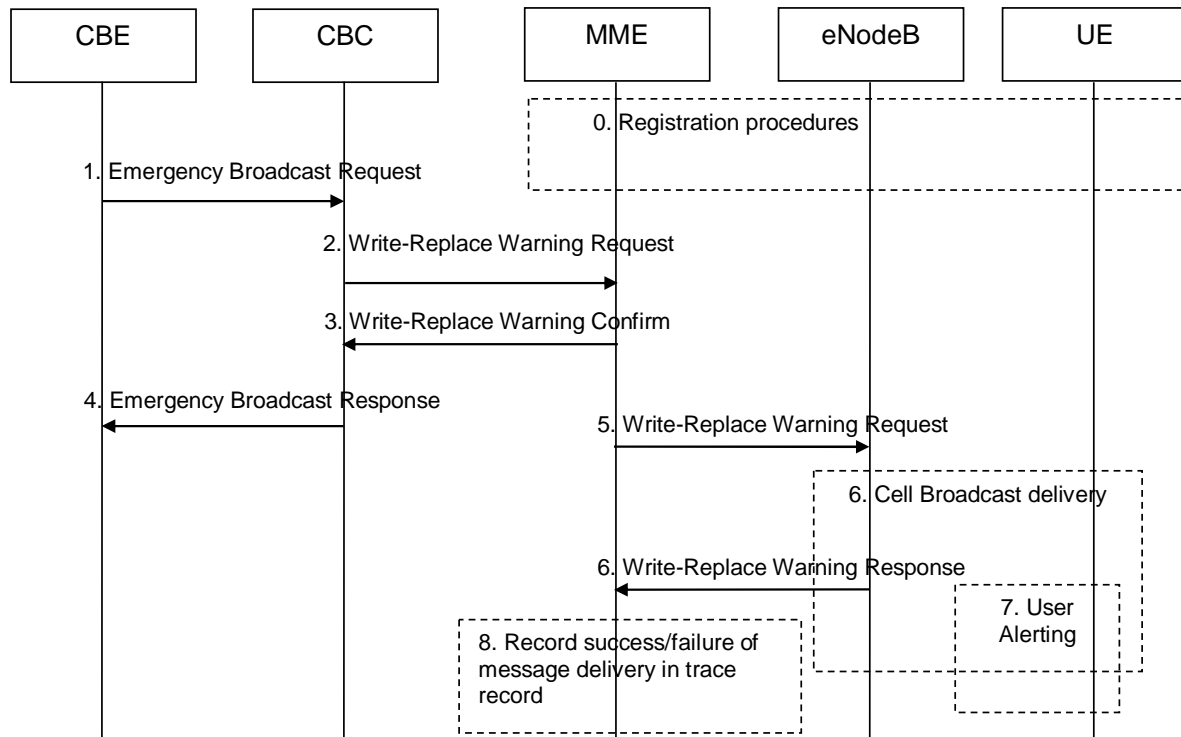 CBE
CBC
MME
eNodeB
UE
0. Registration procedures
1. Emergency Broadcast Request
2. Write-Replace Warning Request
3. Write-Replace Warning Confirm
4. Emergency Broadcast Response
5. Write-Replace Warning Request
6. Cell Broadcast delivery
6. Write-Replace Warning Response
7. User
Alerting
8. Record success/failure of
message delivery in trace
record